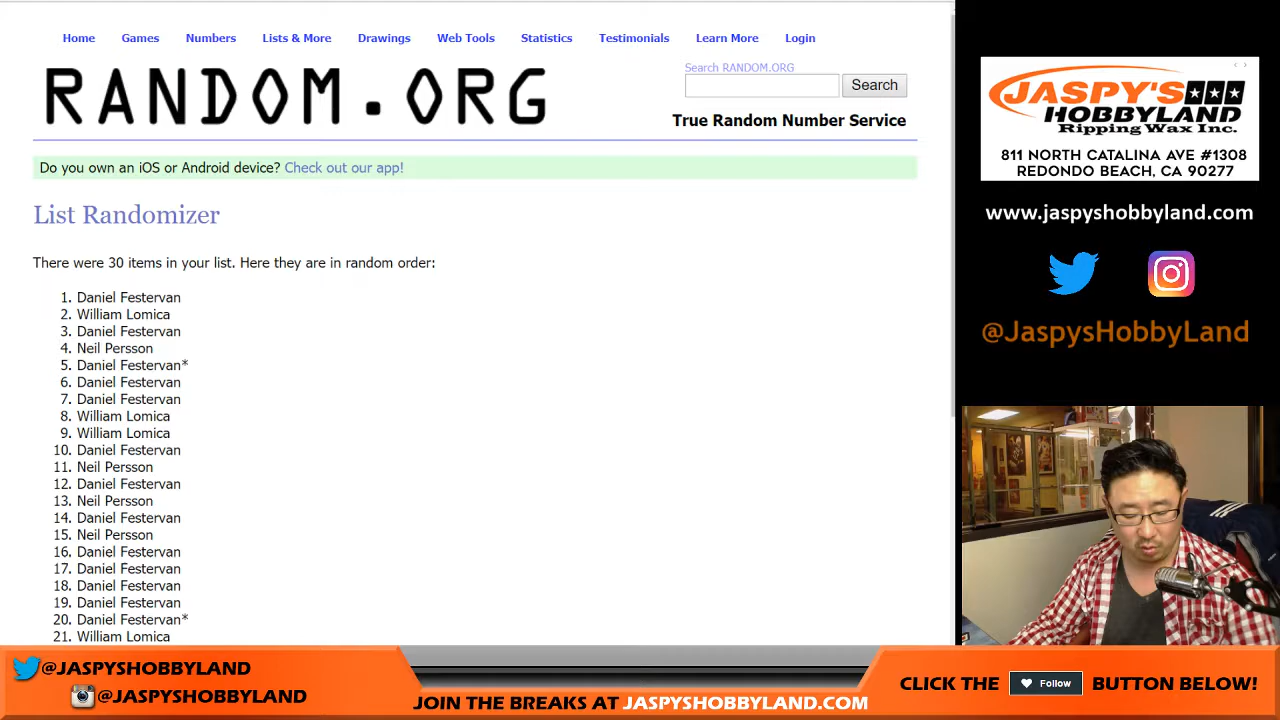 Home Games Numbers Lists & More Drawings Web Tools Statistics Testimonials Learn More Login
RANDOM.ORG
Search RANDOM.ORG
Search
True Random Number Service
Do you own an iOS or Android device? Check out our app!
List Randomizer
There were 30 items in your list. Here they are in random order:
1. Daniel Festervan
2. William Lomica
3. Daniel Festervan
4. Neil Persson
5. Daniel Festervan*
6. Daniel Festervan
7. Daniel Festervan
8. William Lomica
9. William Lomica
10. Daniel Festervan
11. Neil Persson
12. Daniel Festervan
13. Neil Persson
14. Daniel Festervan
15. Neil Persson
16. Daniel Festervan
17. Daniel Festervan
18. Daniel Festervan
19. Daniel Festervan
20. Daniel Festervan*
21. William Lomica
JASPY'S
HOBBYLAND
Ripping Wax Inc.
811 NORTH CATALINA AVE #1308
REDONDO BEACH, CA 90277
www.jaspyshobbyland.com
@JaspysHobbyLand
@JASPYSHOBBYLAND
@JASPYSHOBBYLAND
JOIN THE BREAKS AT JASPYHOBBYLAND.COM
CLICK THE Follow BUTTON BELOW!